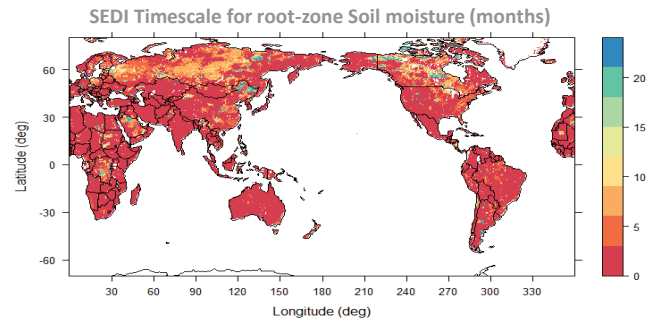 SEDI Timescale for root-zone Soil moisture (months)
60
30
0
-30
-60
Latitude (deg)
30 60 90 120 150 180 210 240 270 300 330
Longitude (deg)
20
15
10
5
0